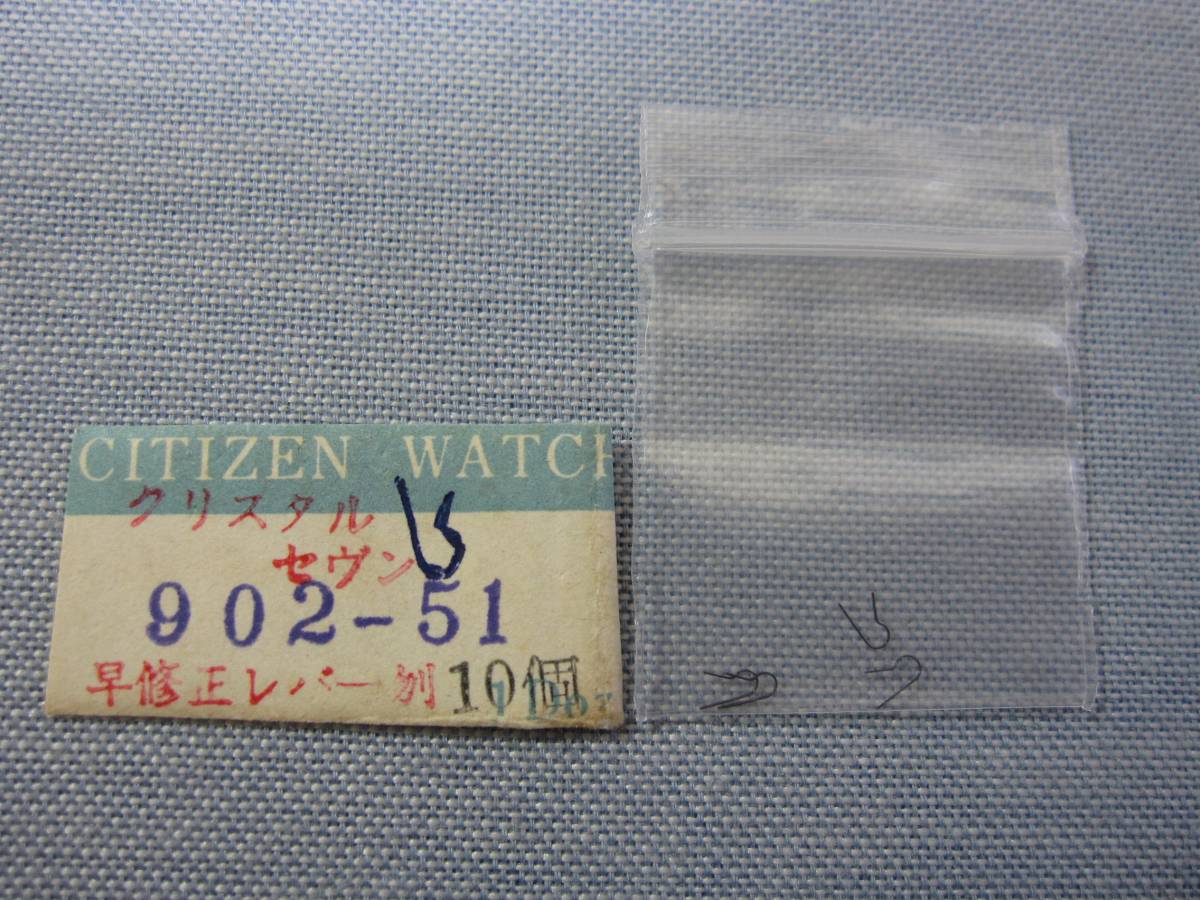 CITIZEN WATCH
クリスタル
セヴン
902-51
早修正レバー別 10個